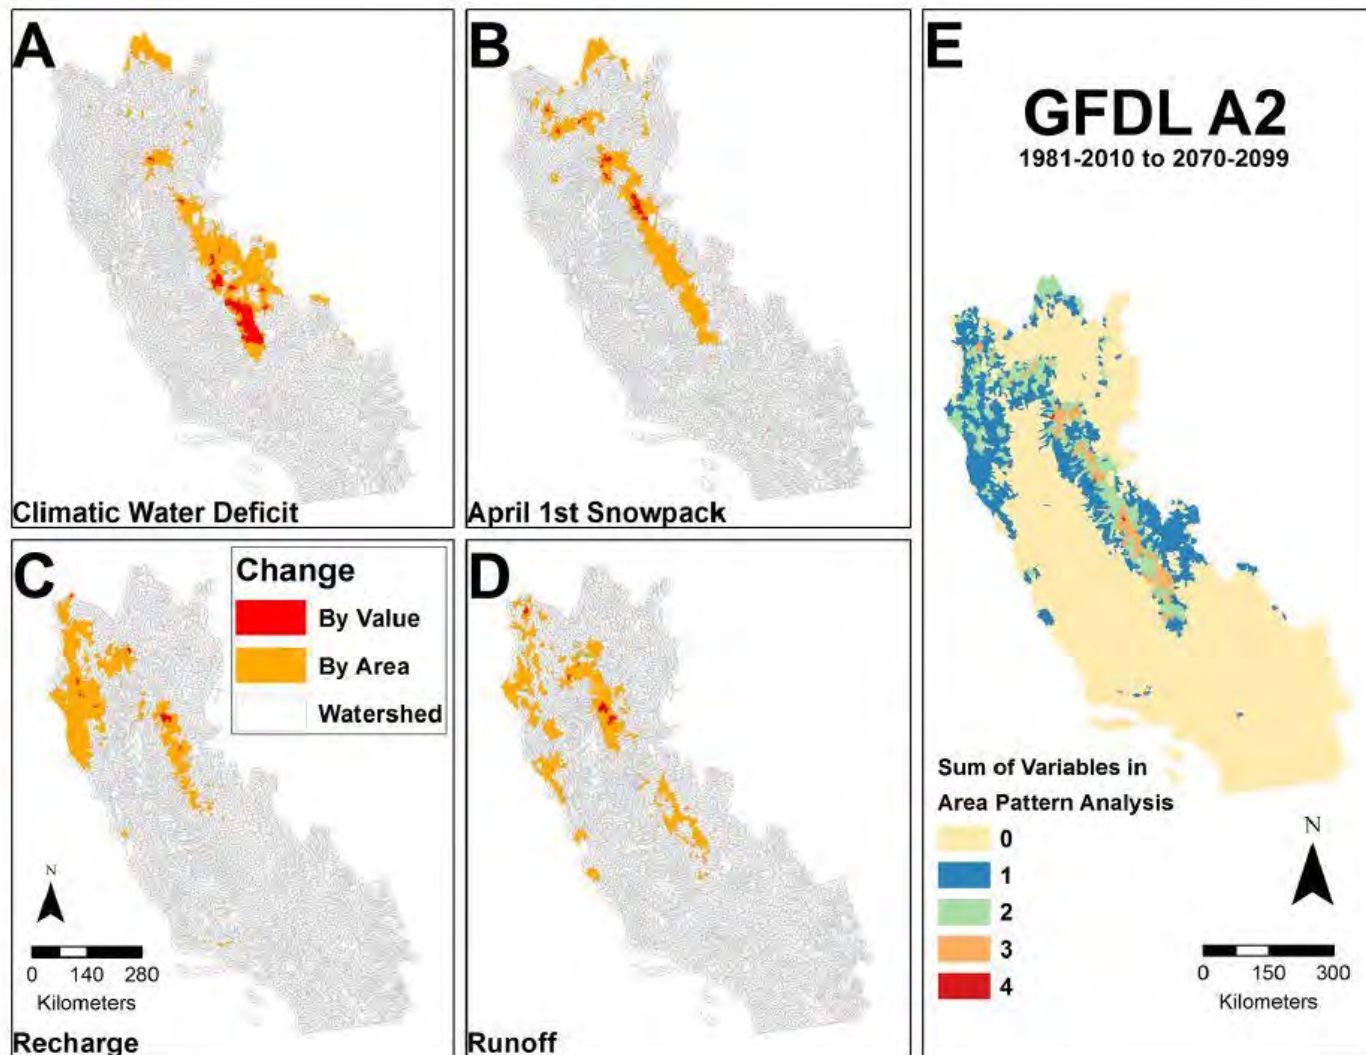 A
Climatic Water Deficit
B
April 1st Snowpack
C
Change
By Value
By Area
Watershed
N
0 140 280
Kilometers
Recharge
D
Runoff
E
GFDL A2
1981-2010 to 2070-2099
Sum of Variables in
Area Pattern Analysis
0
1
2
3
4
N
0 150 300
Kilometers